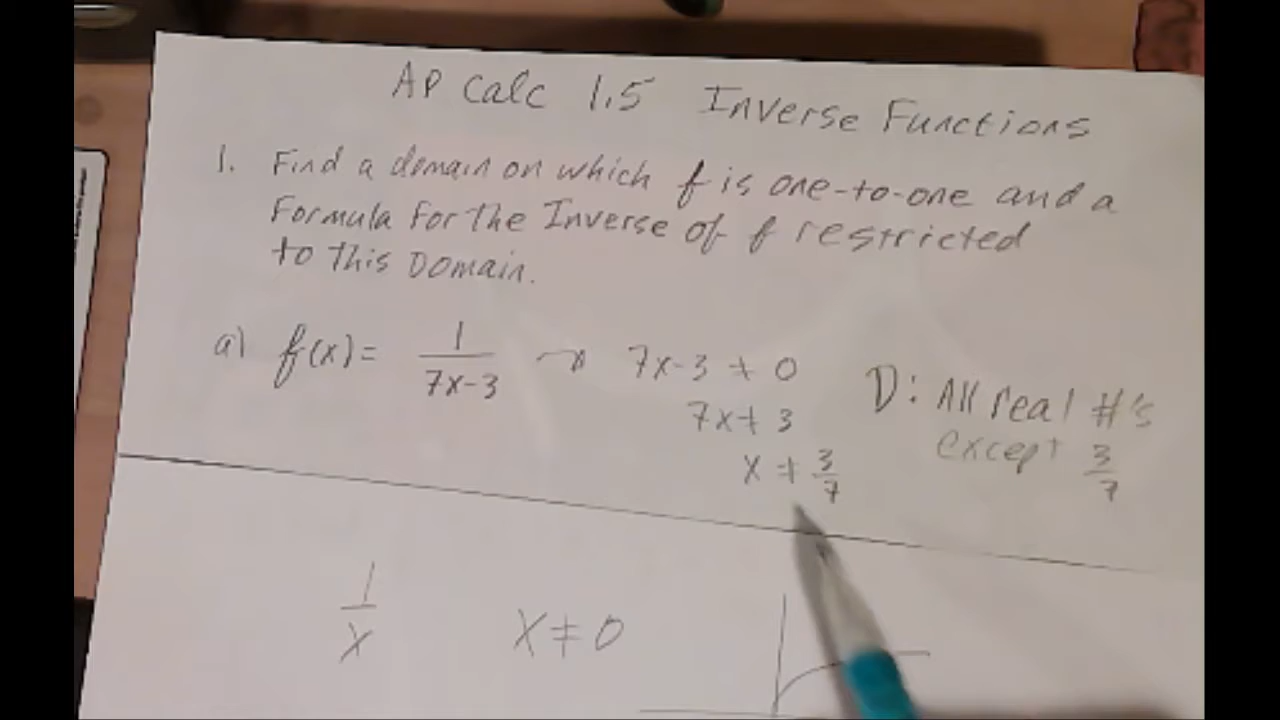 AP Calc 1.5 Inverse Functions
1. Find a domain on which f is one-to-one and a
Formula For The Inverse of f restricted
to This Domain.
a) f(x) = 1/(7x-3) → 7x-3 ≠ 0
7x ≠ 3
x ≠ 3/7
D: All real #'s
except 3/7
1/x x ≠ 0